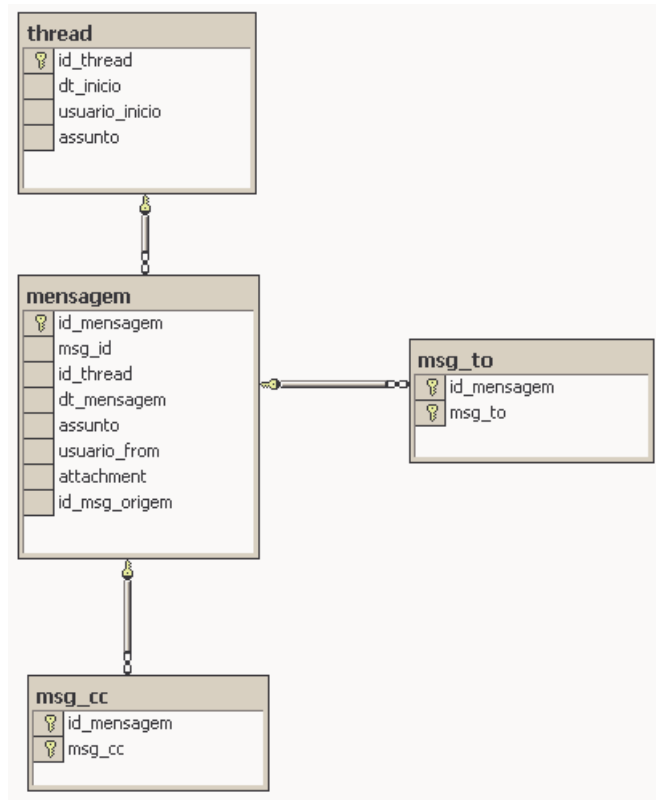 thread
id_thread
dt_inicio
usuario_inicio
assunto
mensagem
id_mensagem
msg_id
id_thread
dt_mensagem
assunto
usuario_from
attachment
id_msg_origem
msg_to
id_mensagem
msg_to
msg_cc
id_mensagem
msg_cc